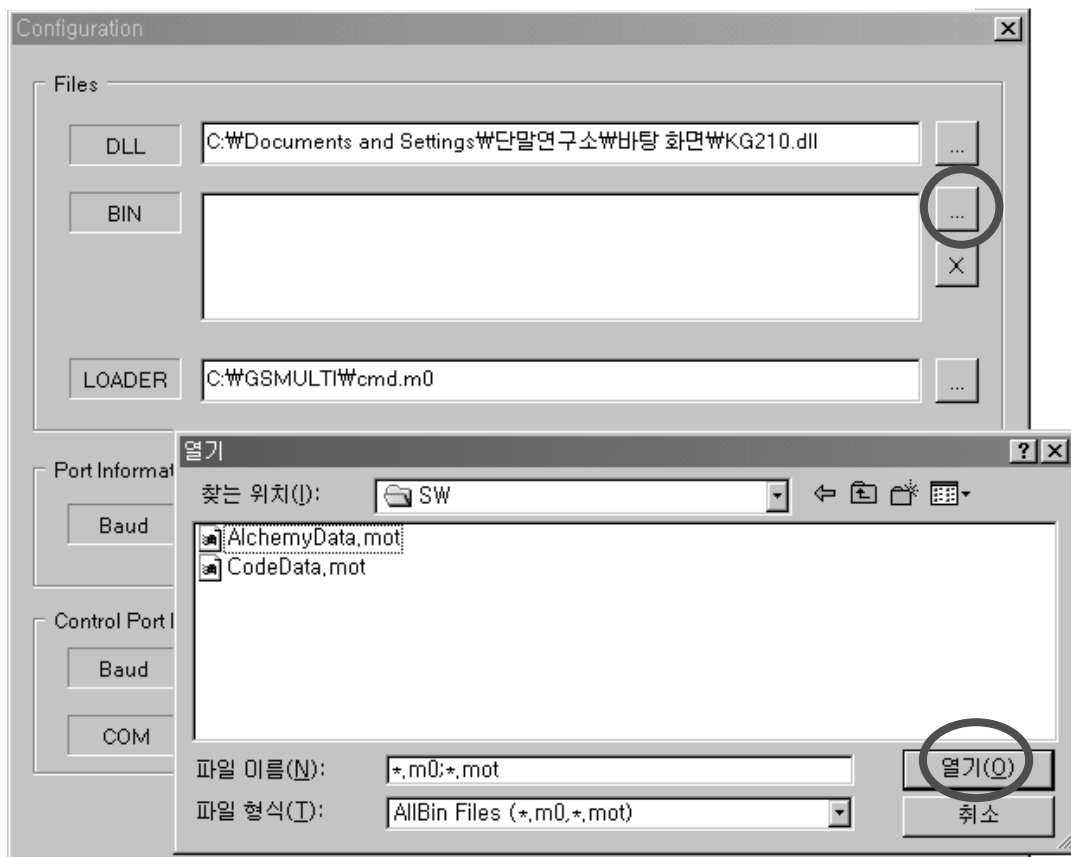 Configuration
Files
DLL
C:₩Documents and Settings₩단말연구소₩바탕 화면₩KG210.dll
...
BIN
...
X
LOADER
C:₩GSMULTI₩cmd.m0
...
Port Informat
Baud
Control Port I
Baud
COM
열기
찾는 위치(I):
SW
AlchemyData.mot
CodeData.mot
파일 이름(N):
*.m0;*.mot
열기(O)
파일 형식(T):
AllBin Files (*.m0,*.mot)
취소